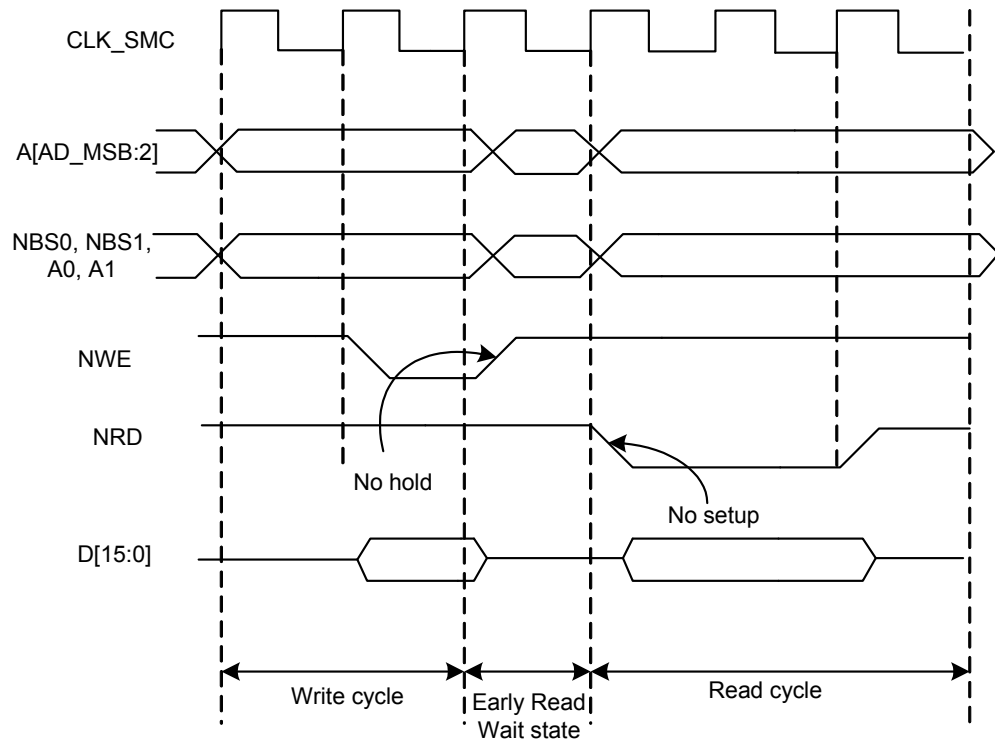 CLK_SMC
A[AD_MSB:2]
NBS0, NBS1,
A0, A1
NWE
NRD
No hold
No setup
D[15:0]
Write cycle
Early Read
Wait state
Read cycle